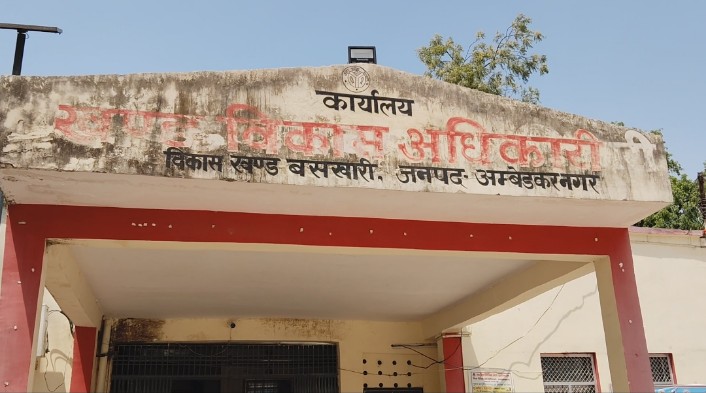 कार्यालय
खण्ड विकास अधिकारी
विकास खण्ड बसखारी, जनपद- अम्बेडकरनगर